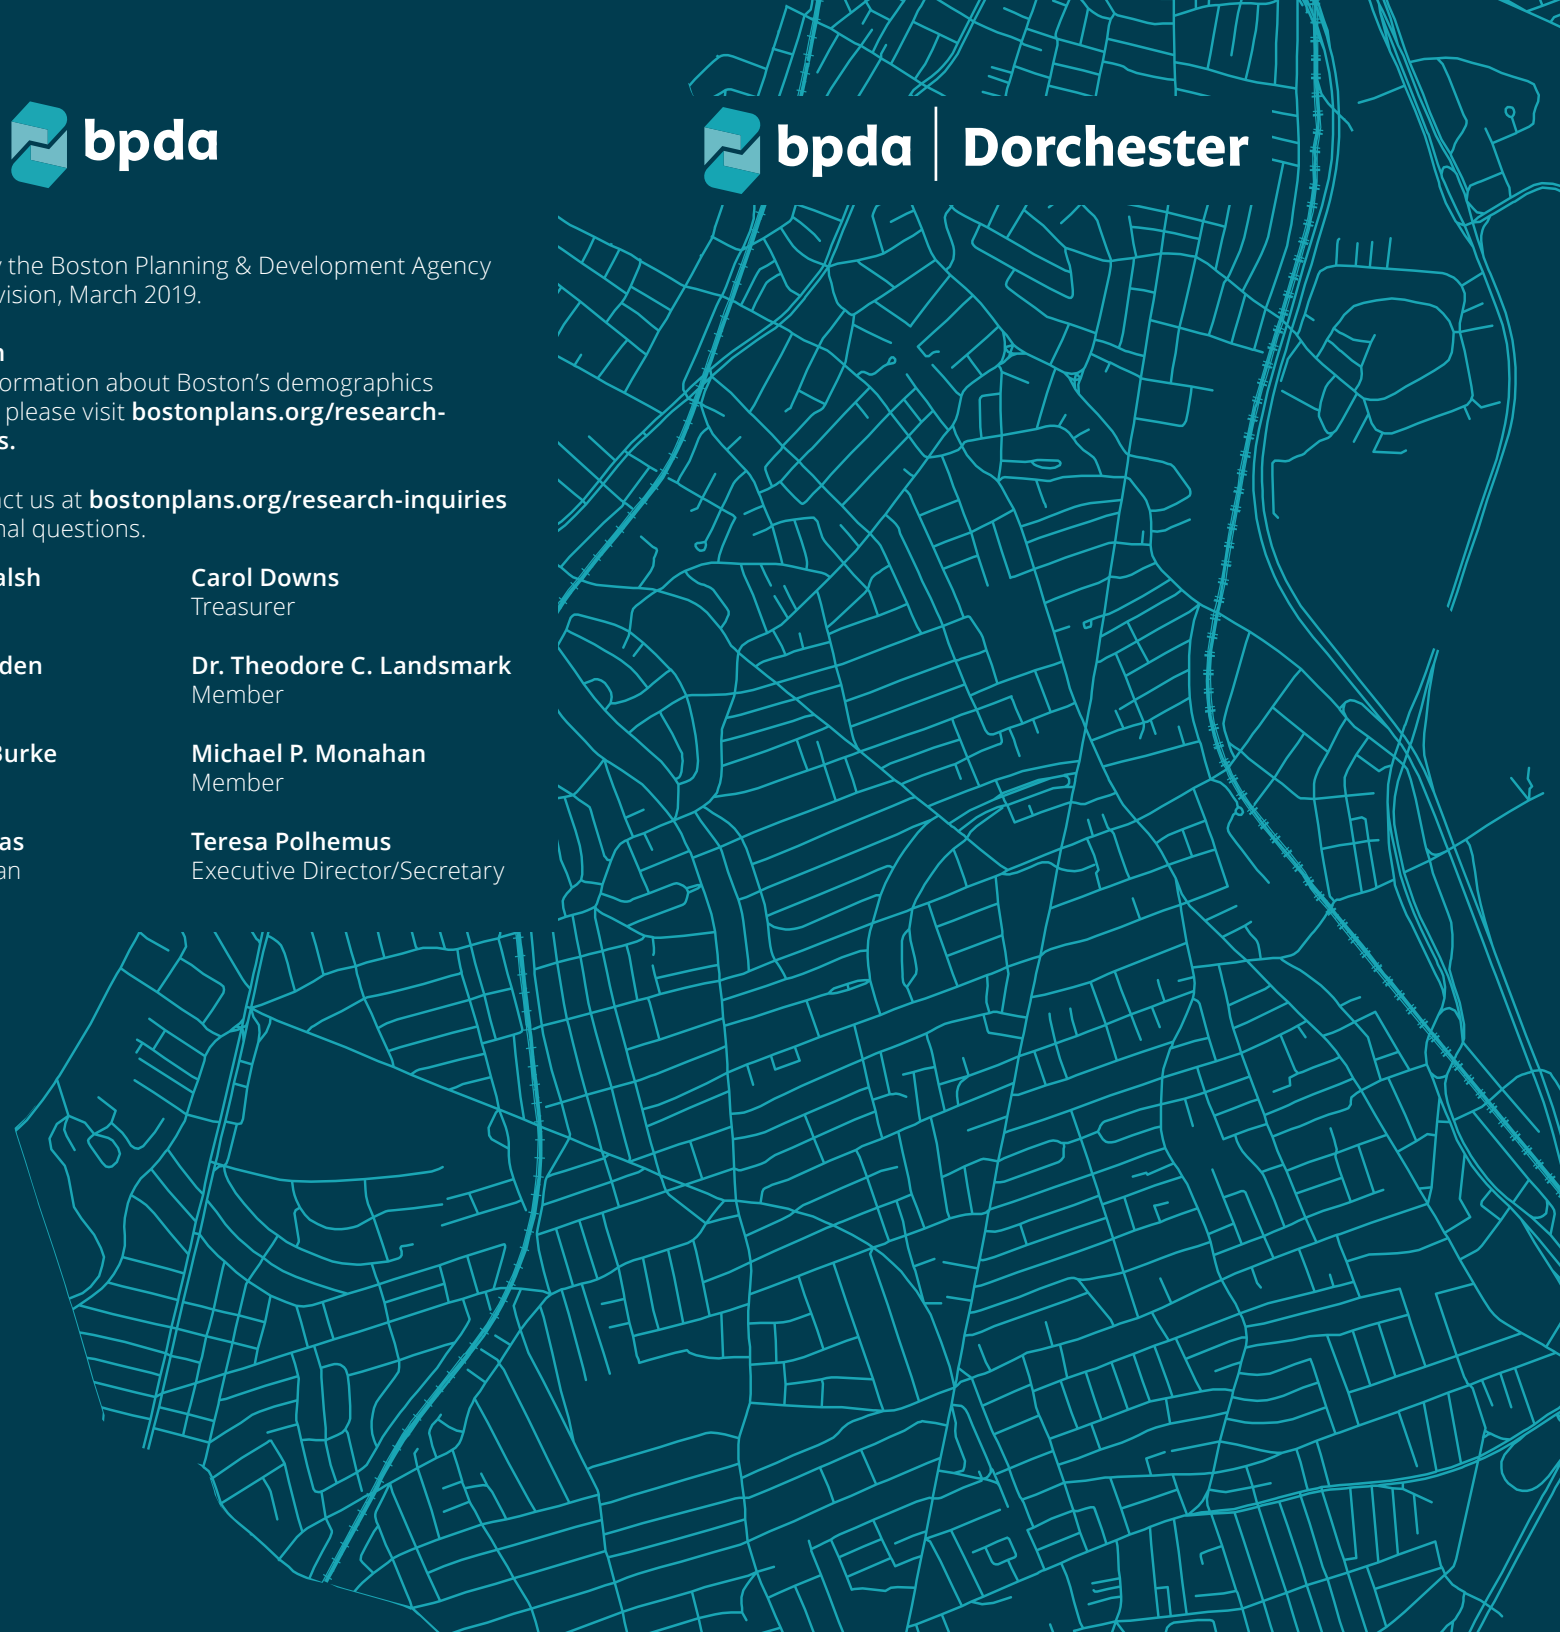 bpda
bpda | Dorchester
the Boston Planning & Development Agency
vision, March 2019.
ormation about Boston's demographics
please visit bostonplans.org/research-
s.
act us at bostonplans.org/research-inquiries
nal questions.
alsh
Carol Downs
Treasurer
den
Dr. Theodore C. Landsmark
Member
Burke
Michael P. Monahan
Member
as
Teresa Polhemus
an
Executive Director/Secretary